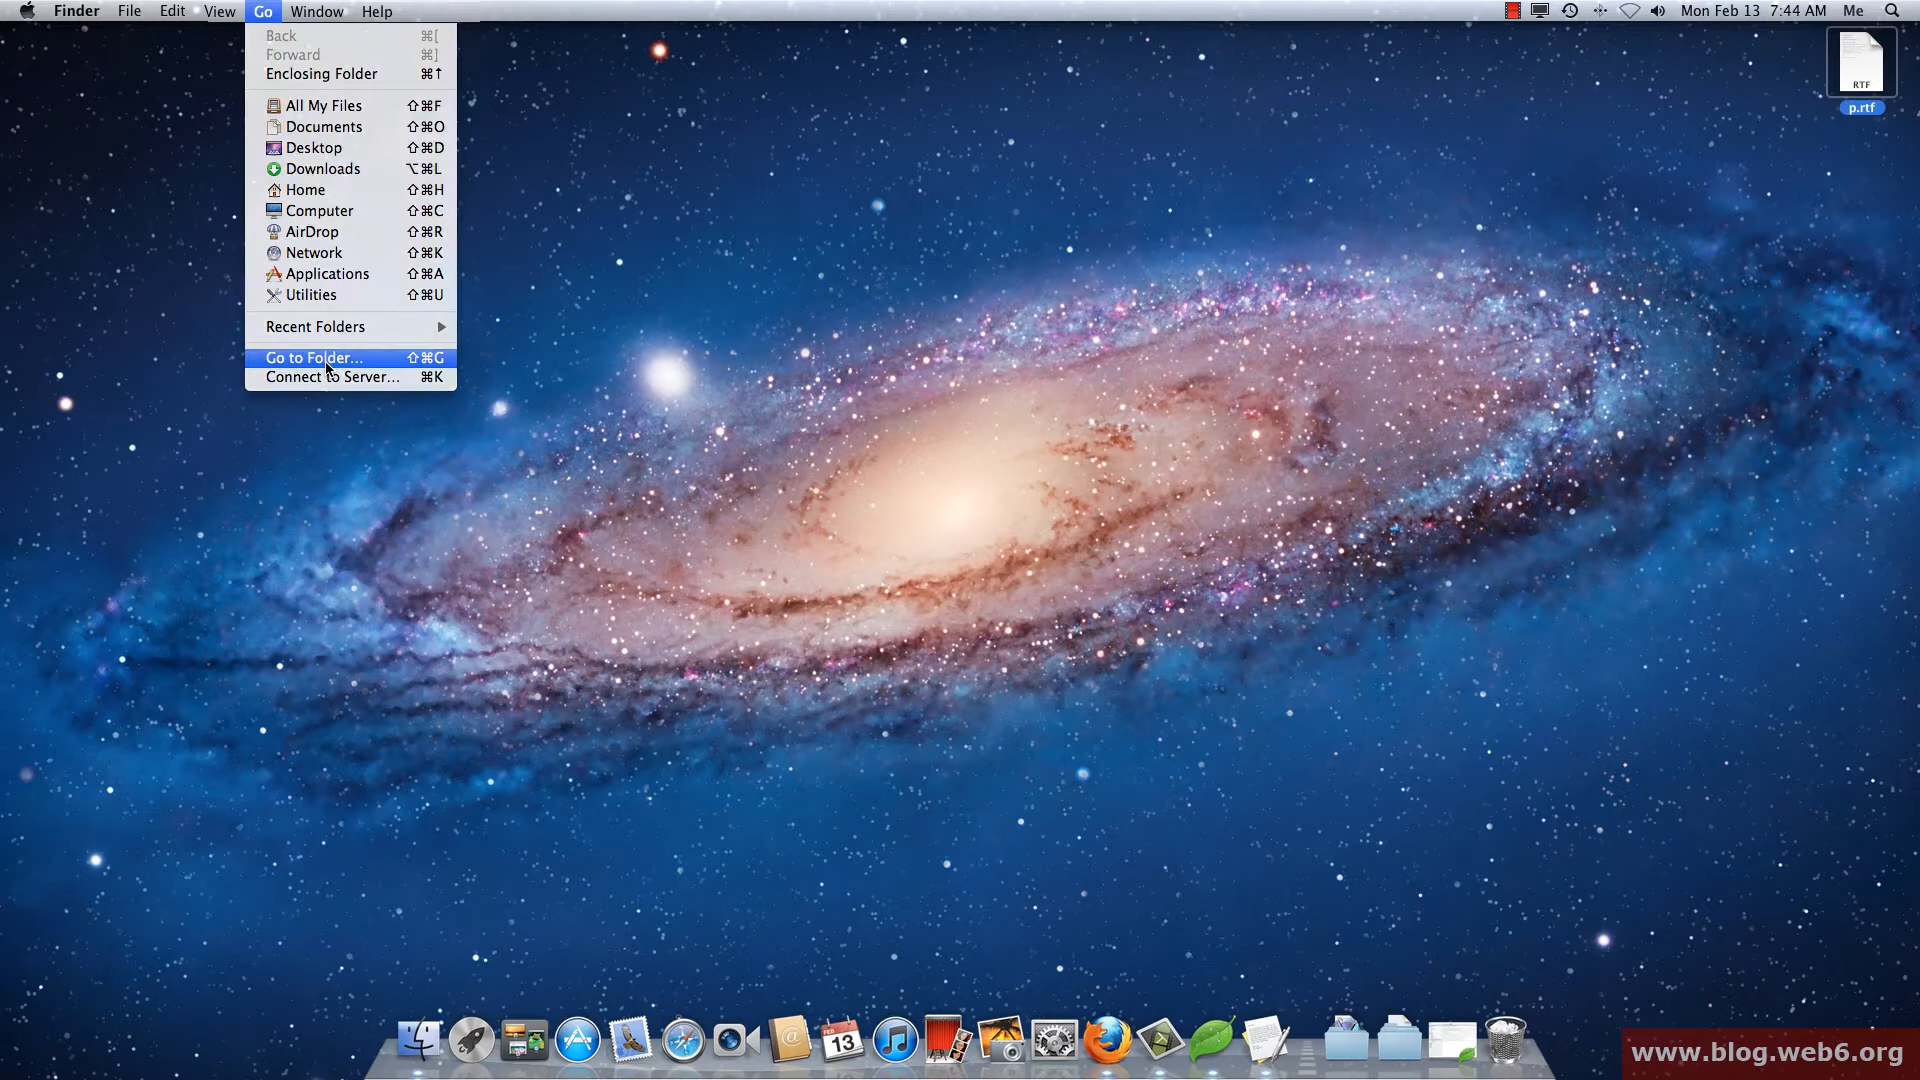 Finder File Edit View Go Window Help
Mon Feb 13 7:44 AM Me
Back ⌘[
Forward ⌘]
Enclosing Folder ⌘↑
All My Files ⇧⌘F
Documents ⇧⌘O
Desktop ⇧⌘D
Downloads ⌥⌘L
Home ⇧⌘H
Computer ⇧⌘C
AirDrop ⇧⌘R
Network ⇧⌘K
Applications ⇧⌘A
Utilities ⇧⌘U
Recent Folders
Go to Folder... ⇧⌘G
Connect to Server... ⌘K
RTF
p.rtf
FEB
13
www.blog.web6.org